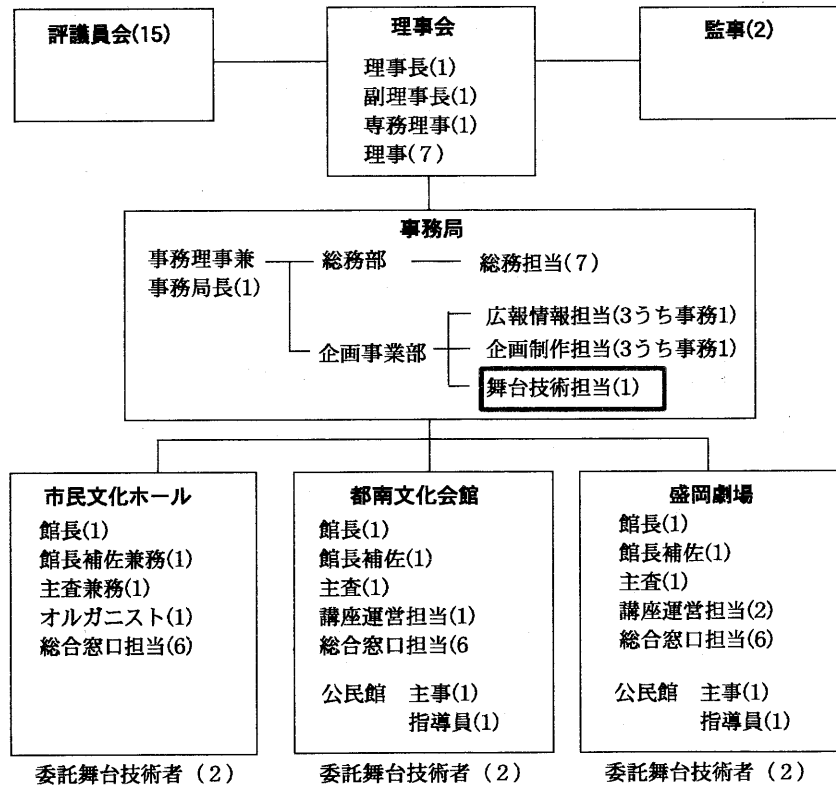 評議員会(15)
理事会
理事長(1)
副理事長(1)
専務理事(1)
理事(7)
監事(2)
事務局
事務理事兼
事務局長(1)
総務部
総務担当(7)
企画事業部
広報情報担当(3うち事務1)
企画制作担当(3うち事務1)
舞台技術担当(1)
市民文化ホール
館長(1)
館長補佐兼務(1)
主査兼務(1)
オルガニスト(1)
総合窓口担当(6)
委託舞台技術者(2)
都南文化会館
館長(1)
館長補佐(1)
主査(1)
講座運営担当(1)
総合窓口担当(6
公民館 主事(1)
指導員(1)
委託舞台技術者(2)
盛岡劇場
館長(1)
館長補佐(1)
主査(1)
講座運営担当(2)
総合窓口担当(6)
公民館 主事(1)
指導員(1)
委託舞台技術者(2)